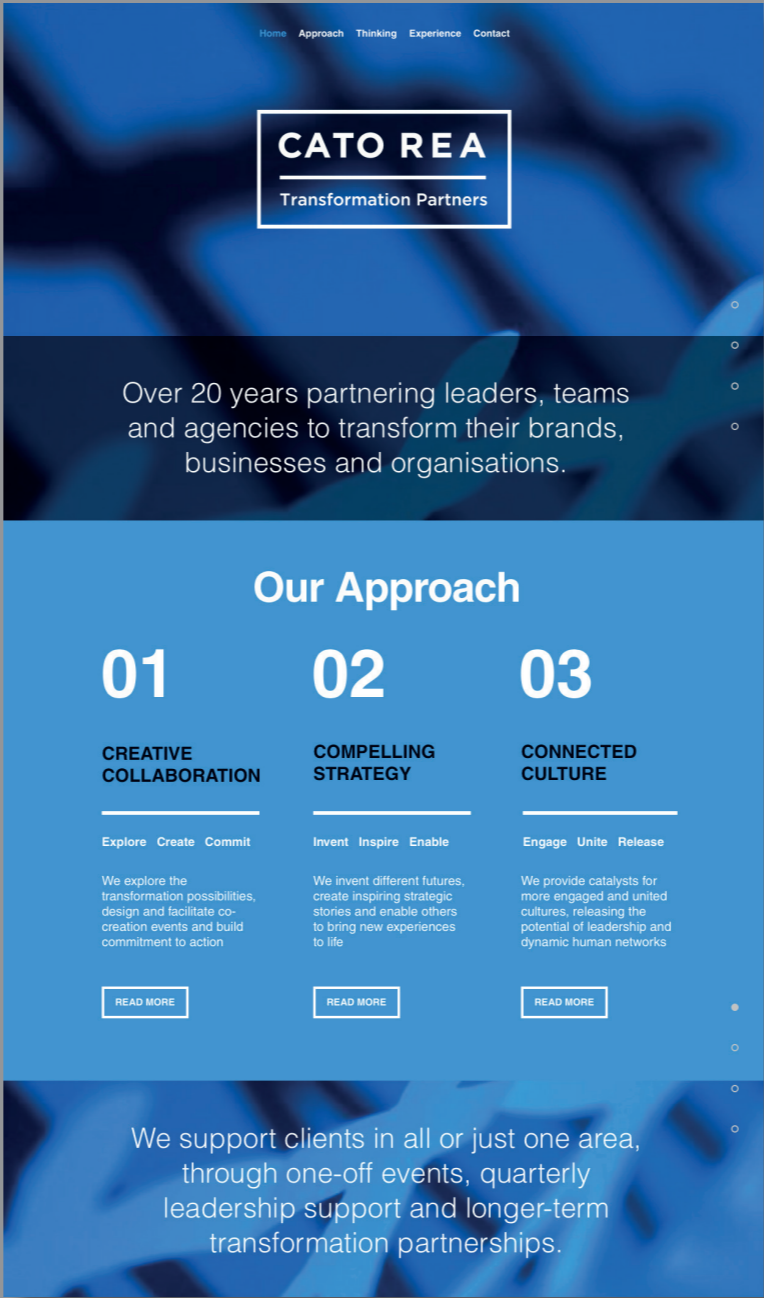 Home Approach Thinking Experience Contact
CATO REA
Transformation Partners
Over 20 years partnering leaders, teams
and agencies to transform their brands,
businesses and organisations.
Our Approach
01
CREATIVE
COLLABORATION
Explore Create Commit
We explore the
transformation possibilities,
design and facilitate co-
creation events and build
commitment to action
READ MORE
02
COMPELLING
STRATEGY
Invent Inspire Enable
We invent different futures,
create inspiring strategic
stories and enable others
to bring new experiences
to life
READ MORE
03
CONNECTED
CULTURE
Engage Unite Release
We provide catalysts for
more engaged and united
cultures, releasing the
potential of leadership and
dynamic human networks
READ MORE
We support clients in all or just one area,
through one-off events, quarterly
leadership support and longer-term
transformation partnerships.